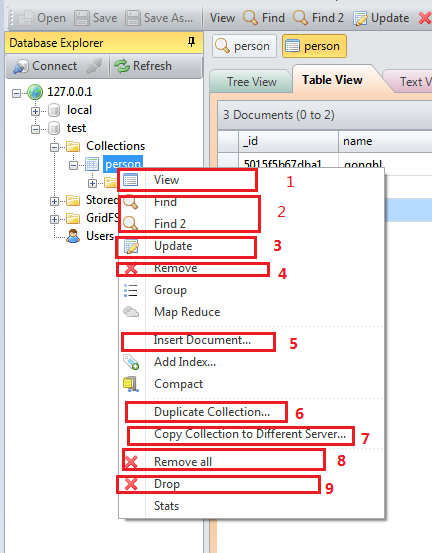 Open Save Save As... View Find Find 2 Update
Database Explorer
Connect Refresh
127.0.0.1
local
test
Collections
person
Stored
GridFS
Users
person person
Tree View Table View Text V
3 Documents (0 to 2)
_id name
5015f5b67dba1 gongbl
View 1
Find
2
Find 2
Update 3
Remove 4
Group
Map Reduce
Insert Document... 5
Add Index...
Compact
Duplicate Collection... 6
Copy Collection to Different Server... 7
Remove all 8
Drop 9
Stats